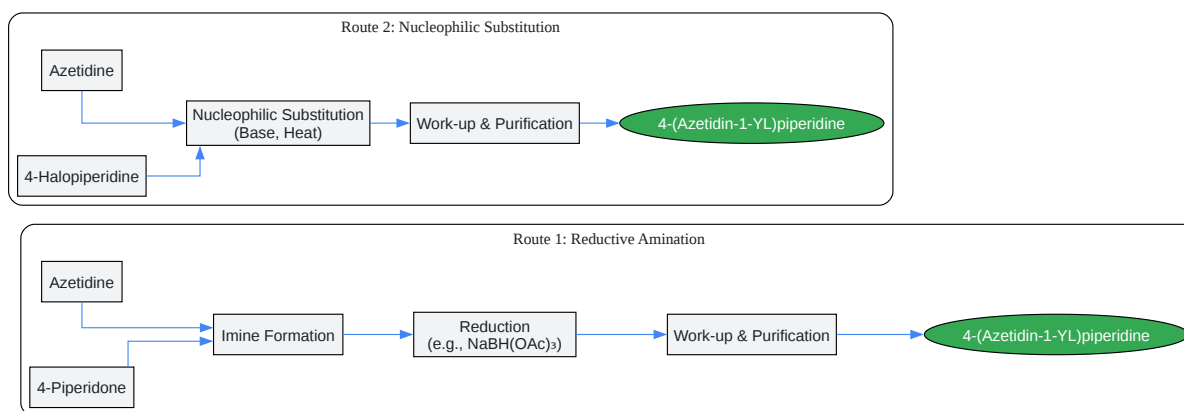 Route 2: Nucleophilic Substitution
Azetidine
Nucleophilic Substitution
(Base, Heat)
Work-up & Purification
4-(Azetidin-1-YL)piperidine
4-Halopiperidine
Route 1: Reductive Amination
Azetidine
Imine Formation
Reduction
(e.g., NaBH(OAc)₃)
Work-up & Purification
4-(Azetidin-1-YL)piperidine
4-Piperidone